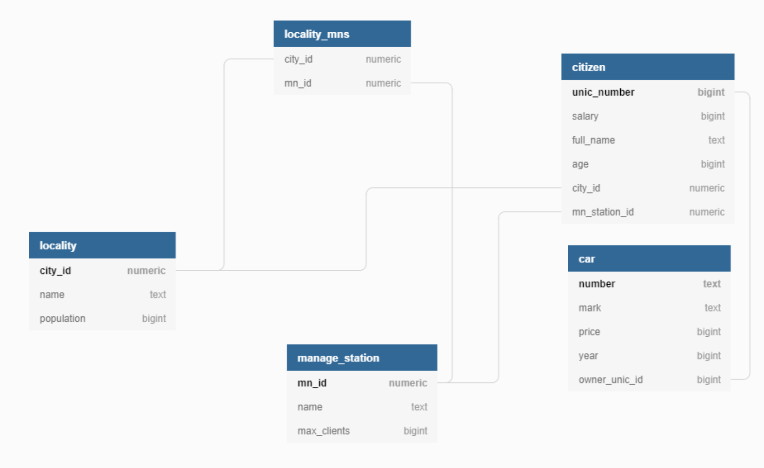 locality_mns
city_id numeric
mn_id numeric
citizen
unic_number bigint
salary bigint
full_name text
age bigint
city_id numeric
mn_station_id numeric
locality
city_id numeric
name text
population bigint
car
number text
mark text
price bigint
year bigint
owner_unic_id bigint
manage_station
mn_id numeric
name text
max_clients bigint